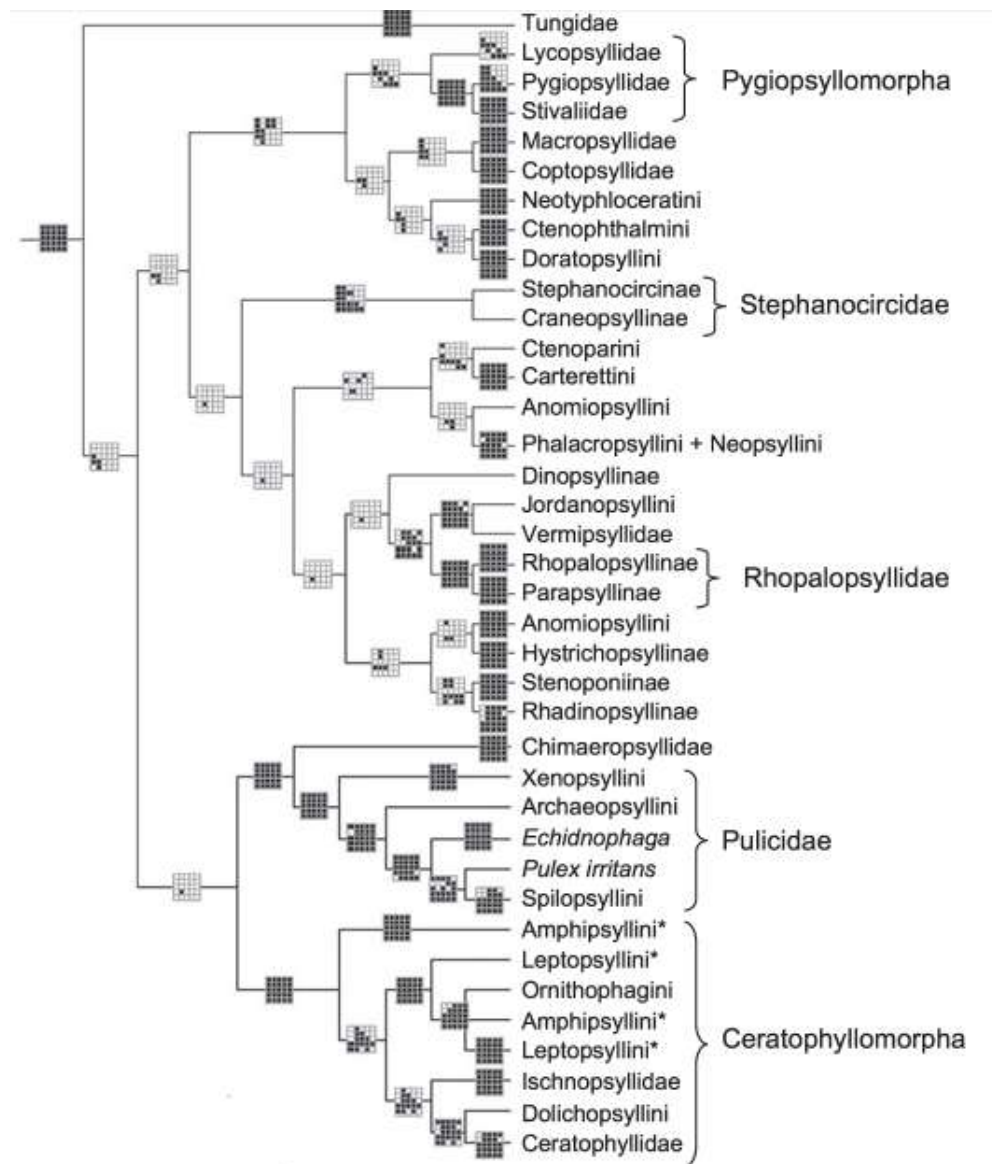 Tungidae
Lycopsyllidae
Pygiopsyllidae
Stivaliidae
Pygiopsyllomorpha
Macropsyllidae
Coptopsyllidae
Neotyphloceratini
Ctenophthalmini
Doratopsyllini
Stephanocircinae
Craneopsyllinae
Stephanocircidae
Ctenoparini
Carterettini
Anomiopsyllini
Phalacropsyllini + Neopsyllini
Dinopsyllinae
Jordanopsyllini
Vermipsyllidae
Rhopalopsyllinae
Parapsyllinae
Rhopalopsyllidae
Anomiopsyllini
Hystrichopsyllinae
Stenoponiinae
Rhadinopsyllinae
Chimaeropsyllidae
Xenopsyllini
Archaeopsyllini
Echidnophaga
Pulex irritans
Spilopsyllini
Pulicidae
Amphipsyllini*
Leptopsyllini*
Ornithophagini
Amphipsyllini*
Leptopsyllini*
Ischnopsyllidae
Dolichopsyllini
Ceratophyllidae
Ceratophyllomorpha